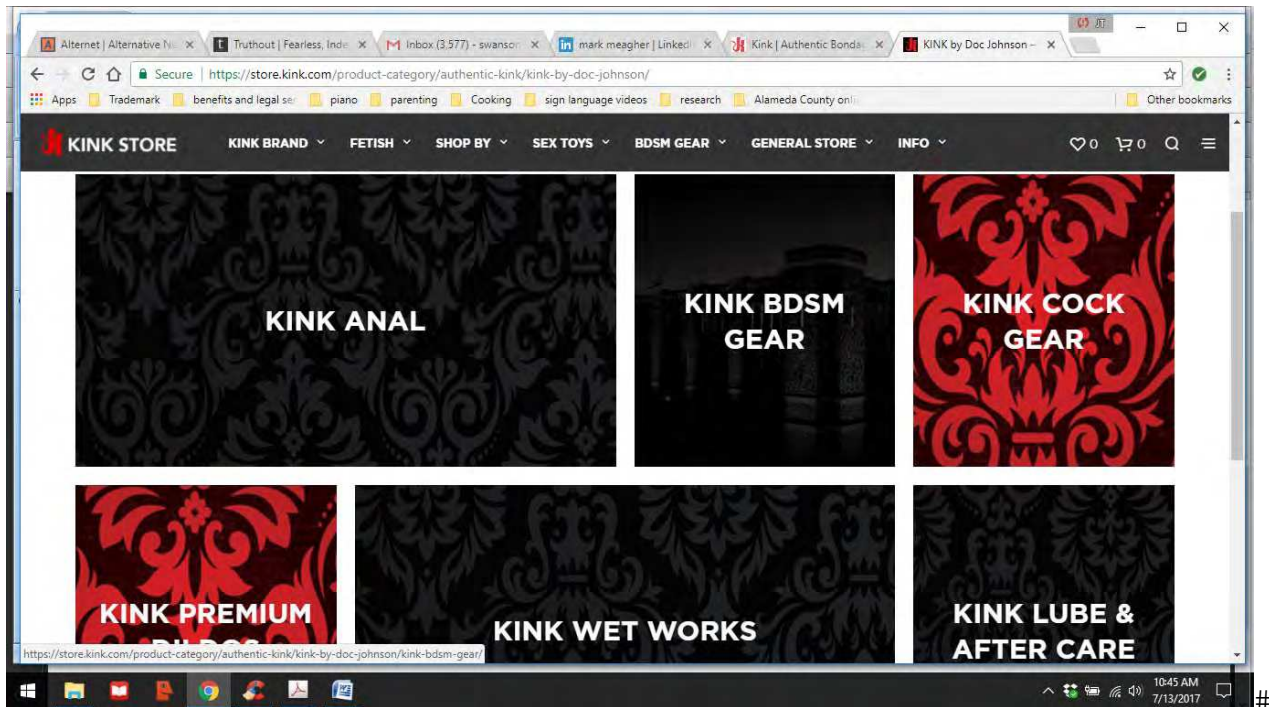 JT
Alternet | Alternative N
Truthout | Fearless, Inde
Inbox (3,577) - swanson
mark meagher | Linked
Kink | Authentic Bonda
KINK by Doc Johnson –
Secure | https://store.kink.com/product-category/authentic-kink/kink-by-doc-johnson/
Apps Trademark benefits and legal se piano parenting Cooking sign language videos research Alameda County onli Other bookmarks
KINK STORE KINK BRAND FETISH SHOP BY SEX TOYS BDSM GEAR GENERAL STORE INFO 0 0
KINK ANAL
KINK BDSM
GEAR
KINK COCK
GEAR
KINK PREMIUM
DILDOS
KINK WET WORKS
KINK LUBE &
AFTER CARE
https://store.kink.com/product-category/authentic-kink/kink-by-doc-johnson/kink-bdsm-gear/
10:45 AM
7/13/2017
#